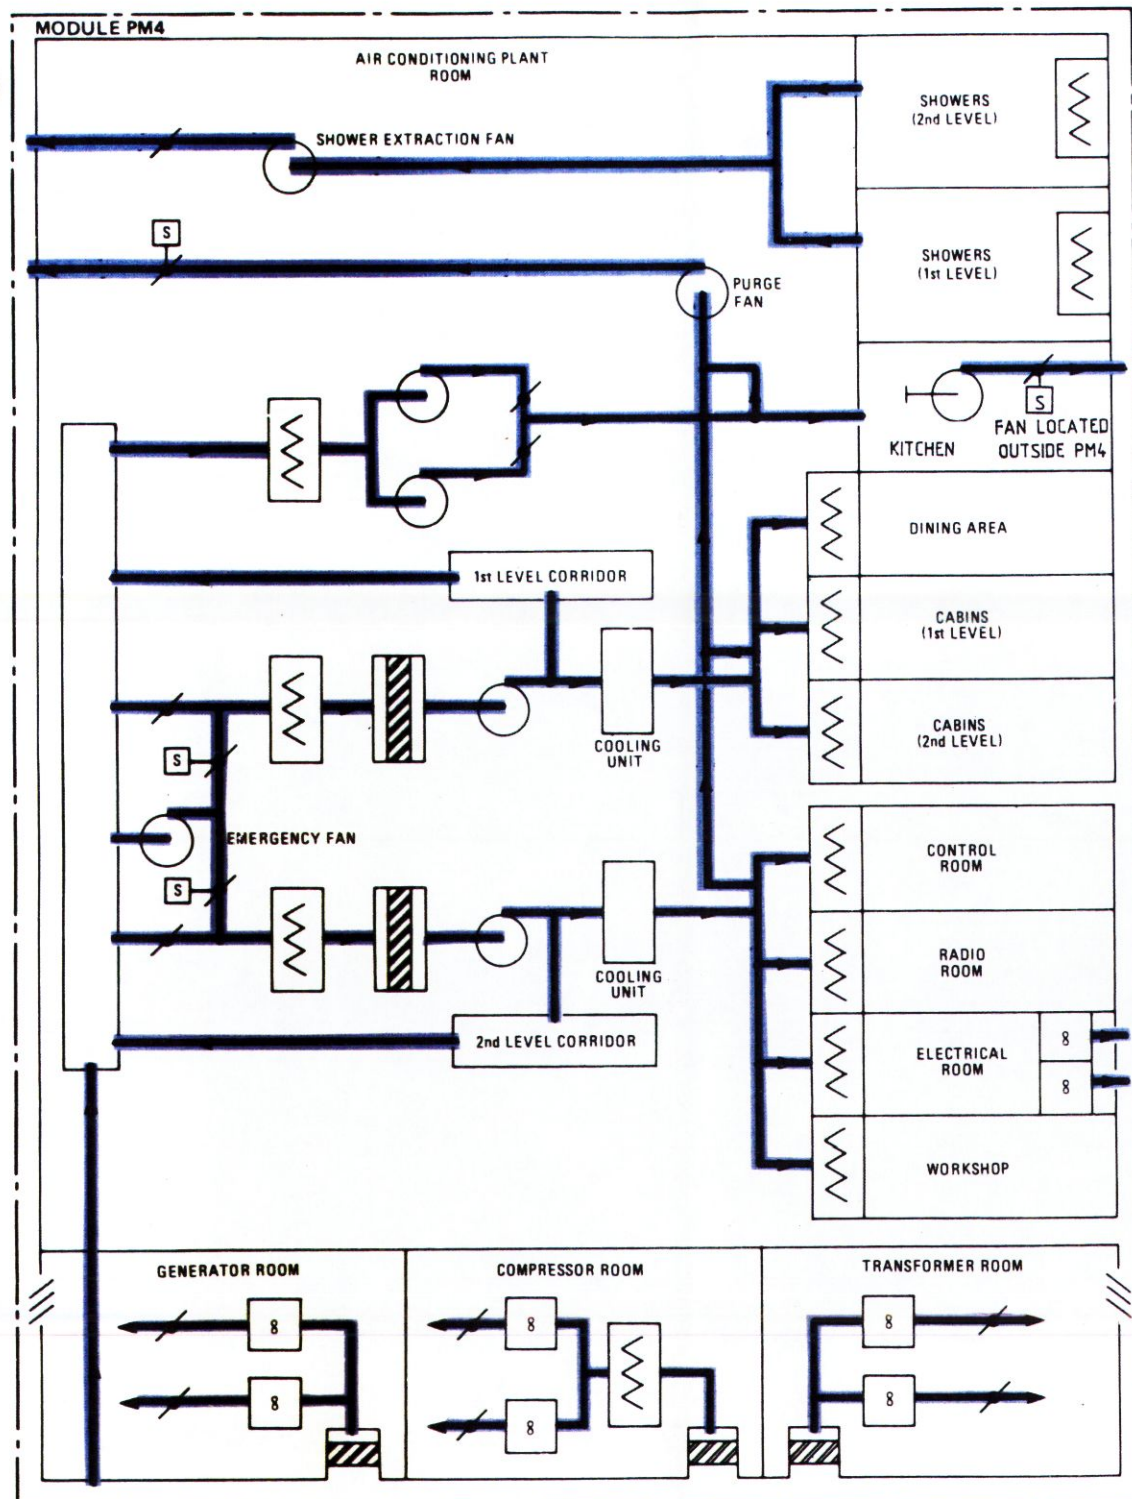 MODULE PM4
AIR CONDITIONING PLANT
ROOM
SHOWERS
(2nd LEVEL)
SHOWER EXTRACTION FAN
S
SHOWERS
(1st LEVEL)
PURGE
FAN
S
KITCHEN
FAN LOCATED
OUTSIDE PM4
DINING AREA
1st LEVEL CORRIDOR
CABINS
(1st LEVEL)
CABINS
(2nd LEVEL)
COOLING
UNIT
S
EMERGENCY FAN
CONTROL
ROOM
S
RADIO
ROOM
COOLING
UNIT
2nd LEVEL CORRIDOR
ELECTRICAL
ROOM
8
8
WORKSHOP
GENERATOR ROOM
COMPRESSOR ROOM
TRANSFORMER ROOM
8
8
8
8
8
8